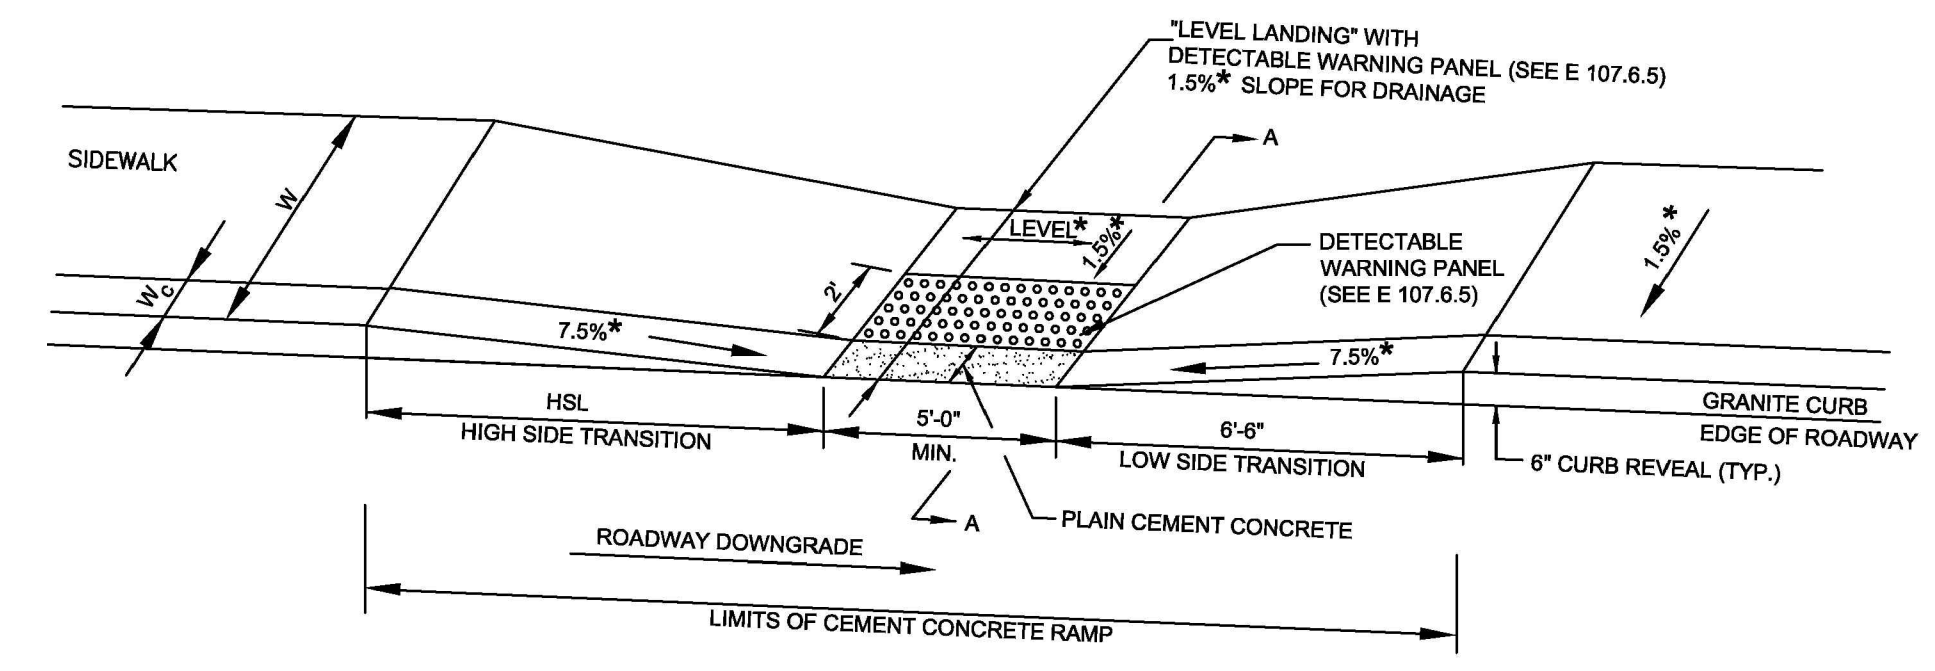 "LEVEL LANDING" WITH
DETECTABLE WARNING PANEL (SEE E 107.6.5)
1.5%* SLOPE FOR DRAINAGE
A
SIDEWALK
W
Wc
LEVEL*
1.5%*
1.5%*
DETECTABLE
WARNING PANEL
(SEE E 107.6.5)
2'
7.5%*
7.5%*
HSL
HIGH SIDE TRANSITION
5'-0"
MIN.
6'-6"
LOW SIDE TRANSITION
GRANITE CURB
EDGE OF ROADWAY
6" CURB REVEAL (TYP.)
A
PLAIN CEMENT CONCRETE
ROADWAY DOWNGRADE
LIMITS OF CEMENT CONCRETE RAMP